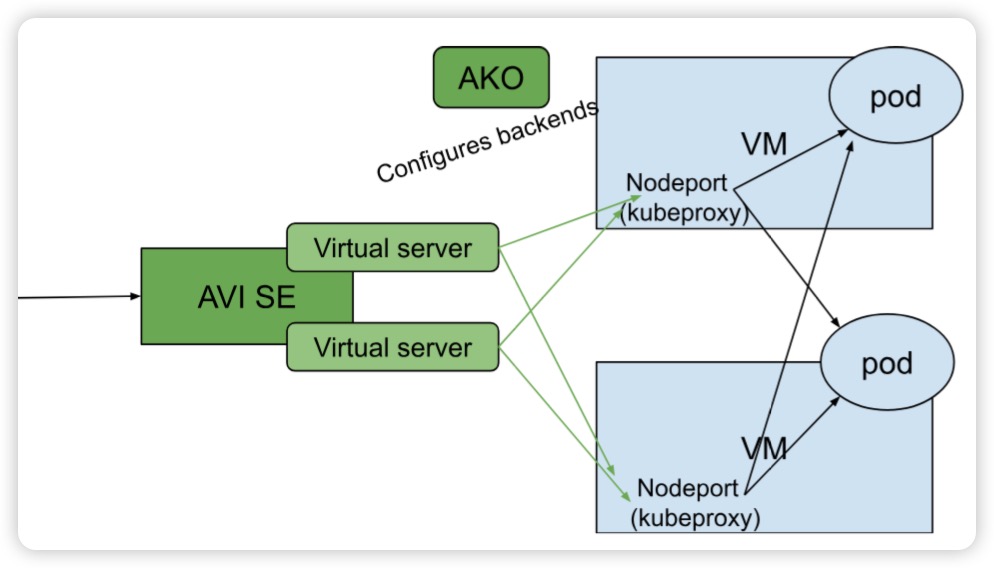 AKO
Configures backends
pod
VM
Nodeport
(kubeproxy)
Virtual server
AVI SE
Virtual server
pod
VM
Nodeport
(kubeproxy)